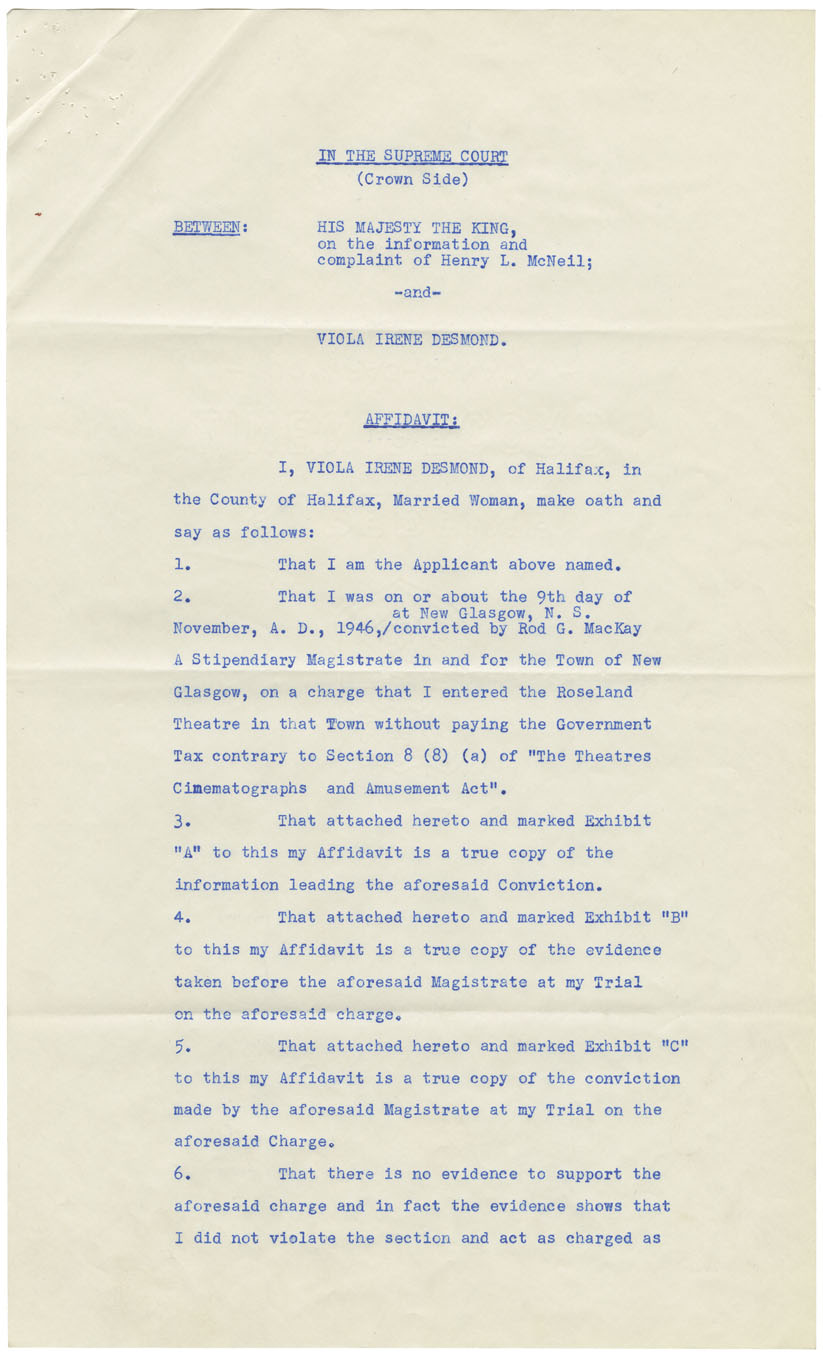 IN THE SUPREME COURT
(Crown Side)
BETWEEN: HIS MAJESTY THE KING,
on the information and
complaint of Henry L. McNeil;
-and-
VIOLA IRENE DESMOND.
AFFIDAVIT:
I, VIOLA IRENE DESMOND, of Halifax, in
the County of Halifax, Married Woman, make oath and
say as follows:
1. That I am the Applicant above named.
2. That I was on or about the 9th day of
at New Glasgow, N. S.
November, A. D., 1946,/convicted by Rod G. MacKay
A Stipendiary Magistrate in and for the Town of New
Glasgow, on a charge that I entered the Roseland
Theatre in that Town without paying the Government
Tax contrary to Section 8 (8) (a) of "The Theatres
Cinematographs and Amusement Act".
3. That attached hereto and marked Exhibit
"A" to this my Affidavit is a true copy of the
information leading the aforesaid Conviction.
4. That attached hereto and marked Exhibit "B"
to this my Affidavit is a true copy of the evidence
taken before the aforesaid Magistrate at my Trial
on the aforesaid charge.
5. That attached hereto and marked Exhibit "C"
to this my Affidavit is a true copy of the conviction
made by the aforesaid Magistrate at my Trial on the
aforesaid Charge.
6. That there is no evidence to support the
aforesaid charge and in fact the evidence shows that
I did not violate the section and act as charged as